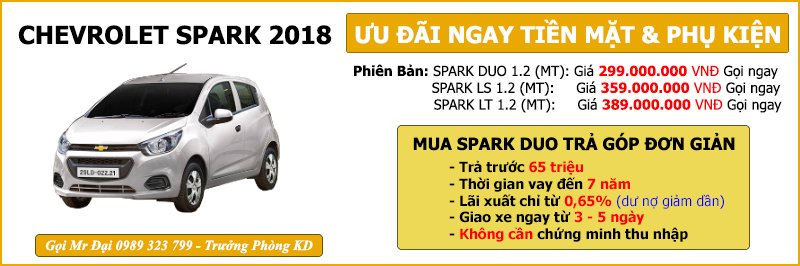 CHEVROLET SPARK 2018
ƯU ĐÃI NGAY TIỀN MẶT & PHỤ KIỆN
Phiên Bản: SPARK DUO 1.2 (MT): Giá 299.000.000 VNĐ Gọi ngay
SPARK LS 1.2 (MT): Giá 359.000.000 VNĐ Gọi ngay
SPARK LT 1.2 (MT): Giá 389.000.000 VNĐ Gọi ngay
MUA SPARK DUO TRẢ GÓP ĐƠN GIẢN
- Trả trước 65 triệu
- Thời gian vay đến 7 năm
- Lãi xuất chỉ từ 0,65% (dư nợ giảm dần)
- Giao xe ngay từ 3 - 5 ngày
- Không cần chứng minh thu nhập
29LD-022.21
Gọi Mr Đại 0989 323 799 - Trưởng Phòng KD